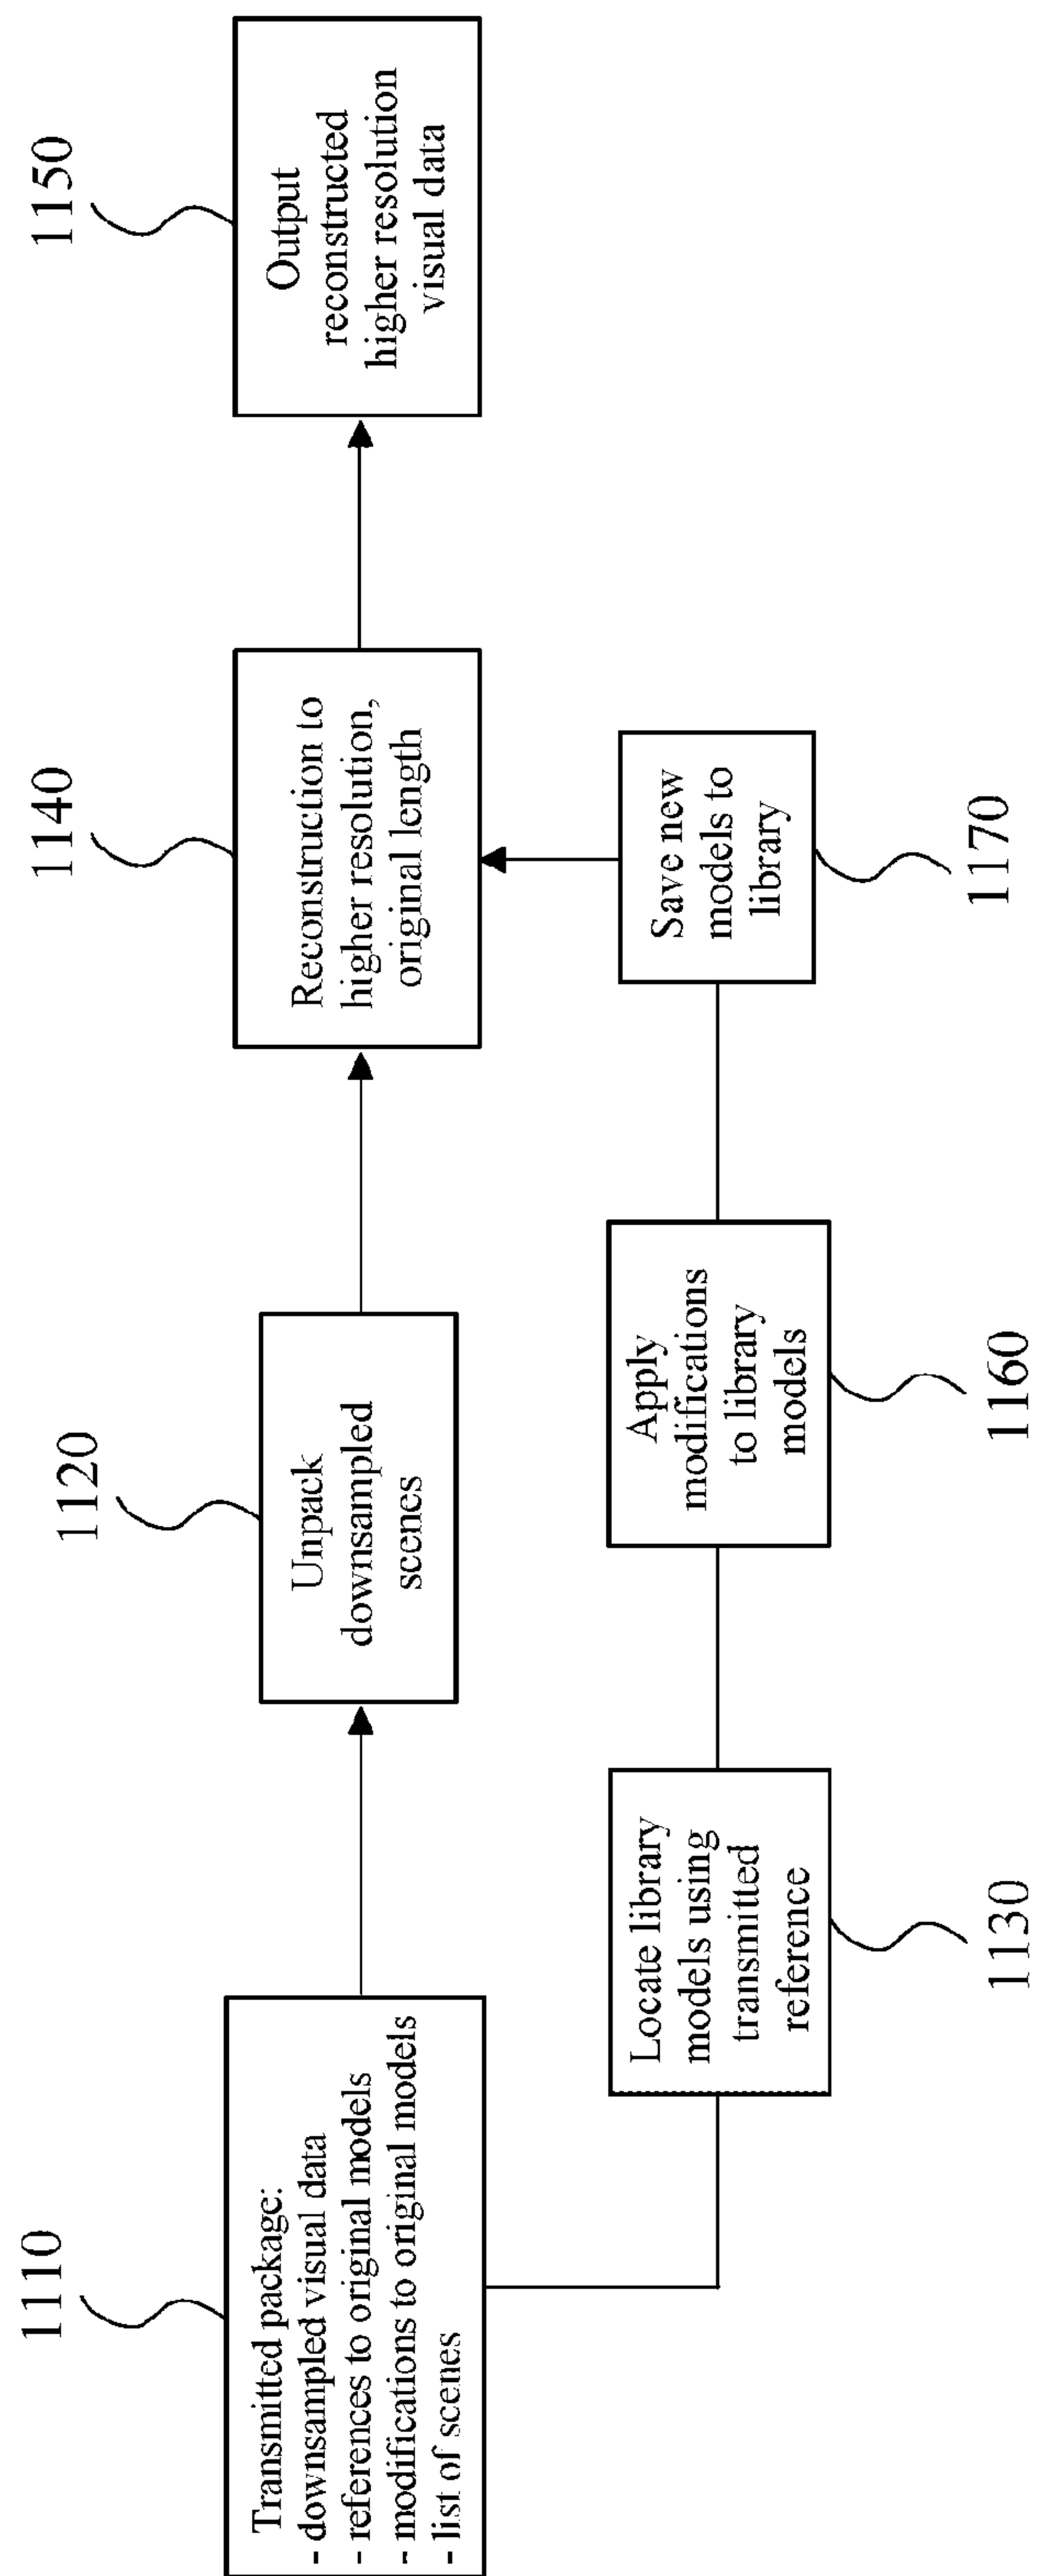 1110
Transmitted package:
- downsampled visual data
- references to original models
- modifications to original models
- list of scenes
1120
Unpack
downsampled
scenes
1140
Reconstruction to
higher resolution,
original length
1150
Output
reconstructed
higher resolution
visual data
Locate library
models using
transmitted
reference
1130
Apply
modifications
to library
models
1160
Save new
models to
library
1170